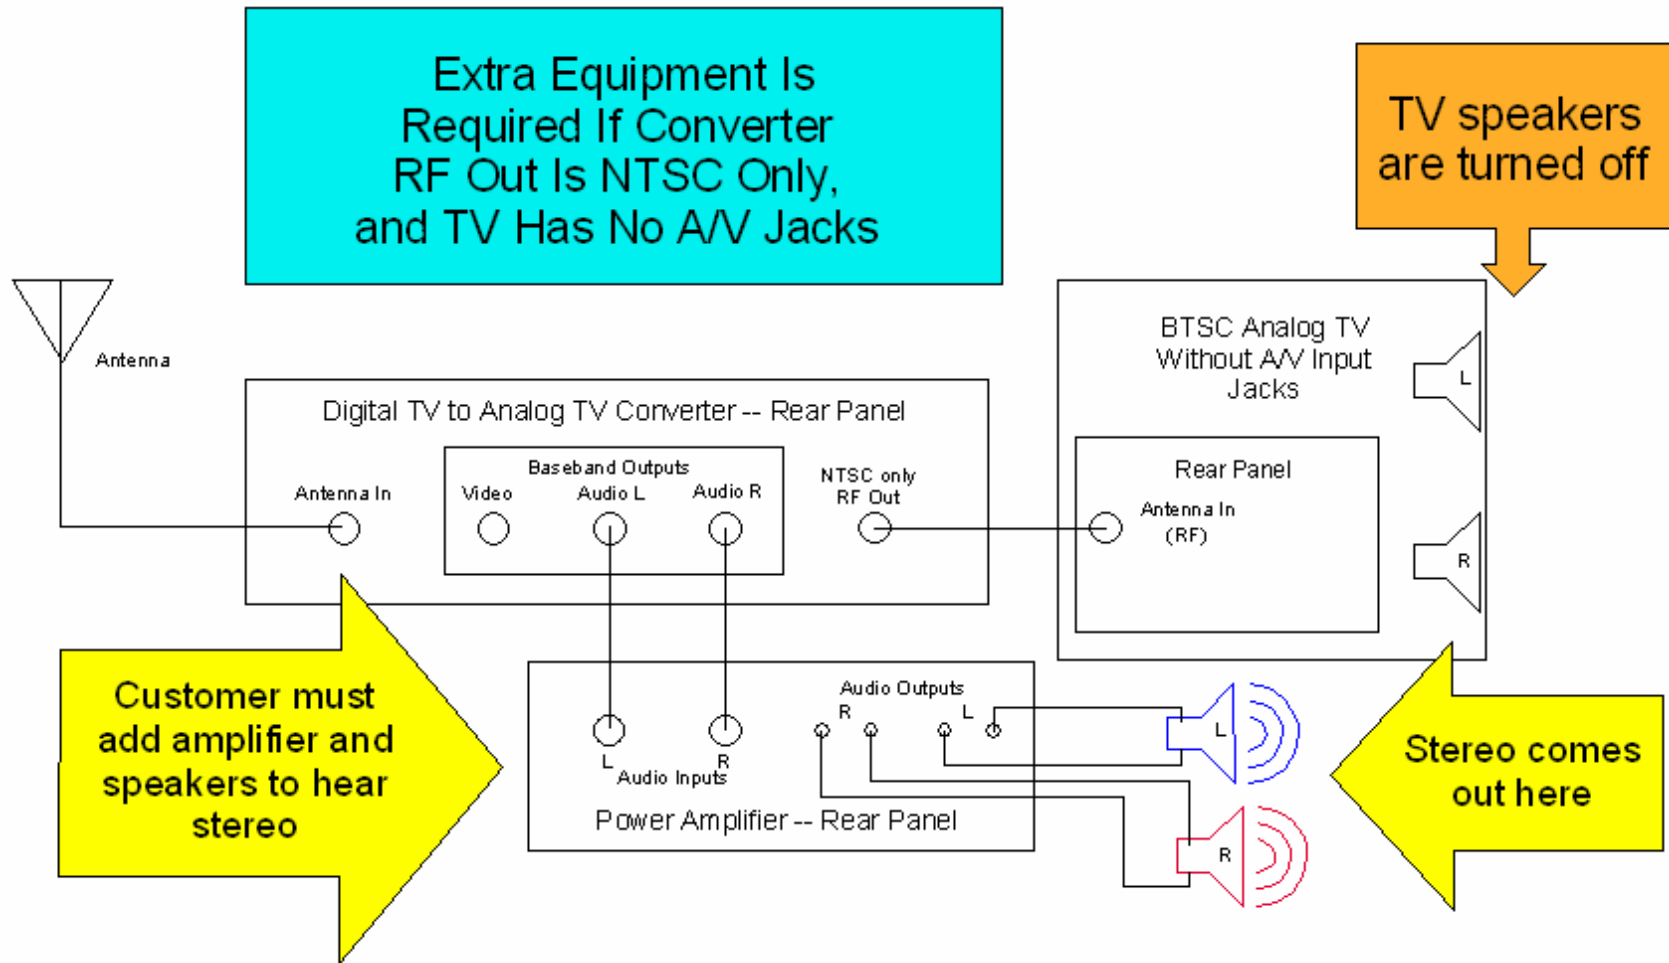 Extra Equipment Is
Required If Converter
RF Out Is NTSC Only,
and TV Has No A/V Jacks
TV speakers
are turned off
Antenna
BTSC Analog TV
Without A/V Input
Jacks
L
R
Digital TV to Analog TV Converter -- Rear Panel
Antenna In
Baseband Outputs
Video
Audio L
Audio R
NTSC only
RF Out
Rear Panel
Antenna In
(RF)
Customer must
add amplifier and
speakers to hear
stereo
Audio Outputs
R
L
L
R
Audio Inputs
Power Amplifier -- Rear Panel
L
R
Stereo comes
out here